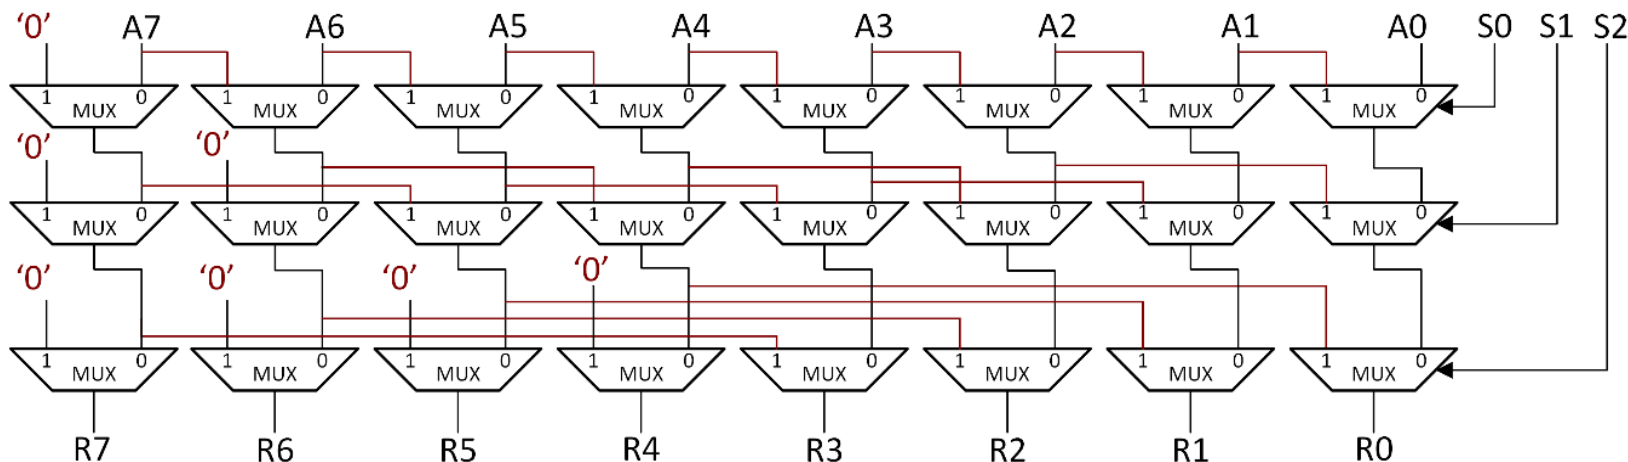 ‘0’ A7 A6 A5 A4 A3 A2 A1 A0 S0 S1 S2
1 0 1 0 1 0 1 0 1 0 1 0 1 0 1 0
MUX MUX MUX MUX MUX MUX MUX MUX
‘0’ ‘0’
1 0 1 0 1 0 1 0 1 0 1 0 1 0 1 0
MUX MUX MUX MUX MUX MUX MUX MUX
‘0’ ‘0’ ‘0’ ‘0’
1 0 1 0 1 0 1 0 1 0 1 0 1 0 1 0
MUX MUX MUX MUX MUX MUX MUX MUX
R7 R6 R5 R4 R3 R2 R1 R0